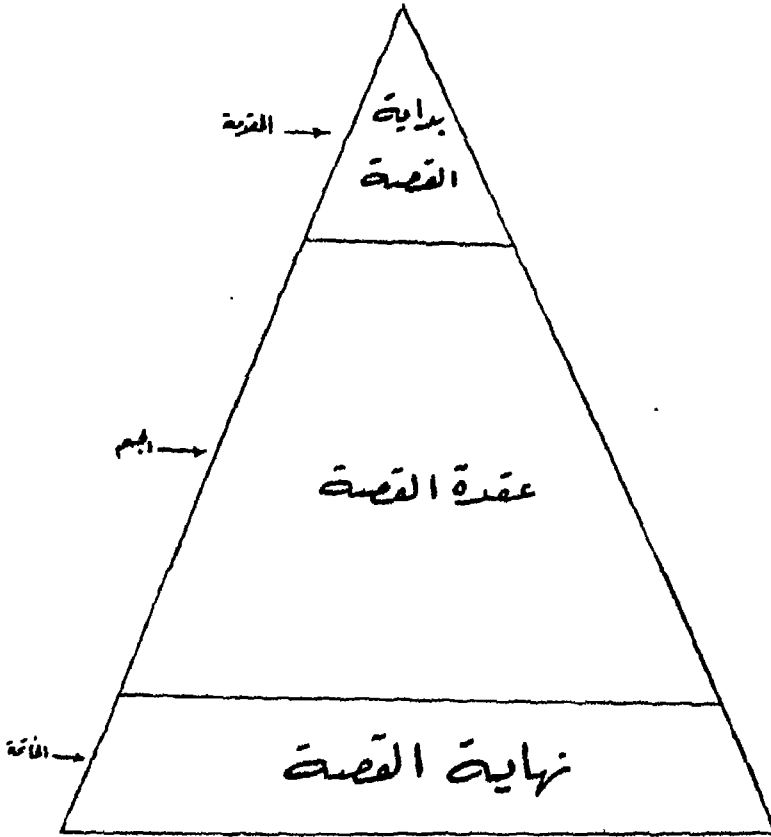 بداية
المقدمة
القصة
الجسم
عقدة القصة
الخاتمة
نهاية القصة